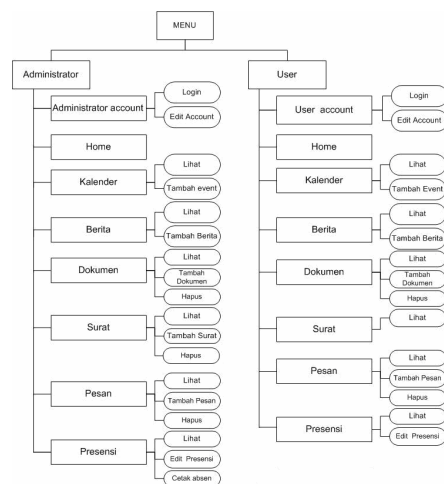 MENU
Administrator
Administrator account
Login
Edit Account
Home
Kalender
Lihat
Tambah event
Berita
Lihat
Tambah Berita
Dokumen
Lihat
Tambah
Dokumen
Hapus
Surat
Lihat
Tambah Surat
Hapus
Pesan
Lihat
Tambah Pesan
Hapus
Presensi
Lihat
Edit Presensi
Cetak absen
User
User account
Login
Edit Account
Home
Kalender
Lihat
Tambah Event
Berita
Lihat
Tambah Berita
Dokumen
Lihat
Tambah
Dokumen
Hapus
Surat
Lihat
Pesan
Lihat
Tambah Pesan
Hapus
Presensi
Lihat
Edit Presensi